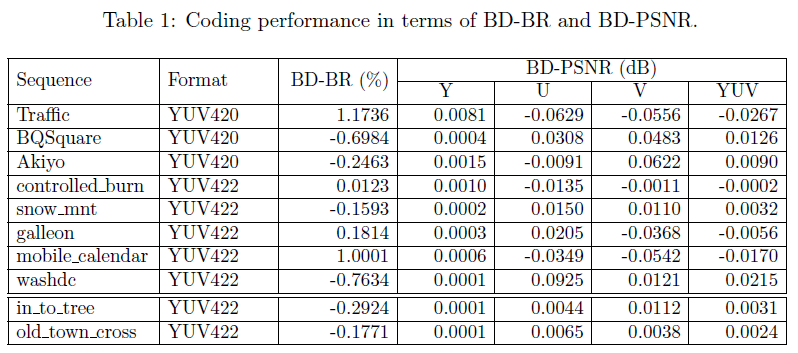 Table 1: Coding performance in terms of BD-BR and BD-PSNR.
Sequence Format BD-BR (%) BD-PSNR (dB)
Y U V YUV
Traffic YUV420 1.1736 0.0081 -0.0629 -0.0556 -0.0267
BQSquare YUV420 -0.6984 0.0004 0.0308 0.0483 0.0126
Akiyo YUV420 -0.2463 0.0015 -0.0091 0.0622 0.0090
controlled_burn YUV422 0.0123 0.0010 -0.0135 -0.0011 -0.0002
snow_mnt YUV422 -0.1593 0.0002 0.0150 0.0110 0.0032
galleon YUV422 0.1814 0.0003 0.0205 -0.0368 -0.0056
mobile_calendar YUV422 1.0001 0.0006 -0.0349 -0.0542 -0.0170
washdc YUV422 -0.7634 0.0001 0.0925 0.0121 0.0215
in_to_tree YUV422 -0.2924 0.0001 0.0044 0.0112 0.0031
old_town_cross YUV422 -0.1771 0.0001 0.0065 0.0038 0.0024